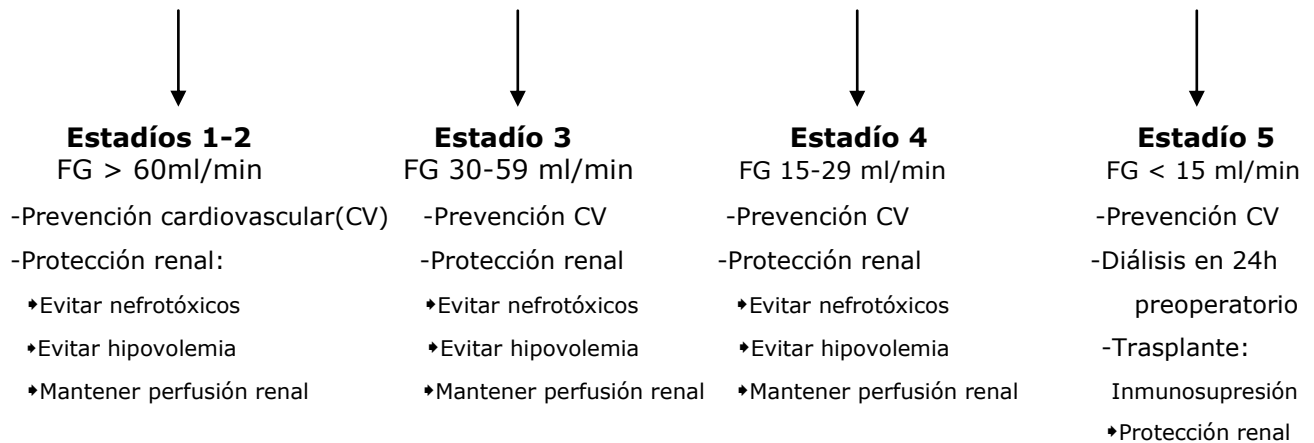 Estadíos 1-2
FG > 60ml/min
-Prevención cardiovascular(CV)
-Protección renal:
➧Evitar nefrotóxicos
➧Evitar hipovolemia
➧Mantener perfusión renal
Estadío 3
FG 30-59 ml/min
-Prevención CV
-Protección renal
➧Evitar nefrotóxicos
➧Evitar hipovolemia
➧Mantener perfusión renal
Estadío 4
FG 15-29 ml/min
-Prevención CV
-Protección renal
➧Evitar nefrotóxicos
➧Evitar hipovolemia
➧Mantener perfusión renal
Estadío 5
FG < 15 ml/min
-Prevención CV
-Diálisis en 24h
preoperatorio
-Trasplante:
Inmunosupresión
➧Protección renal